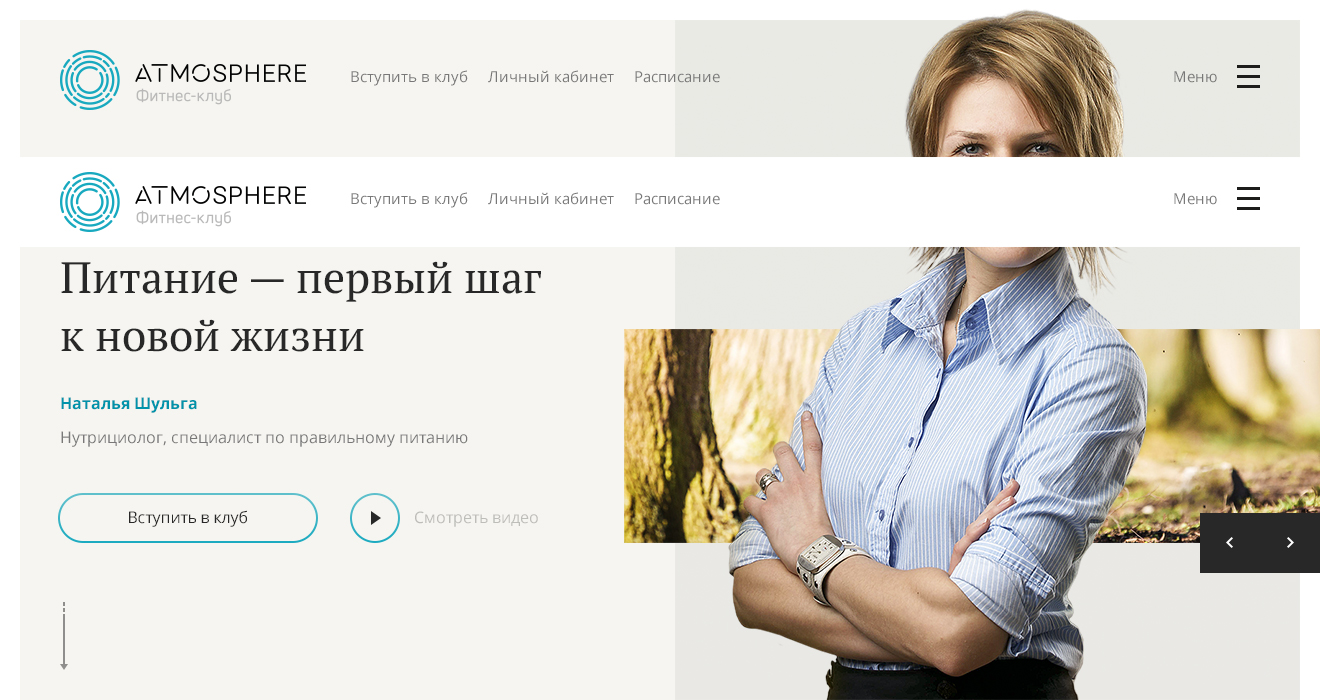 ATMOSPHERE
Фитнес-клуб
Вступить в клуб Личный кабинет Расписание
Меню
ATMOSPHERE
Фитнес-клуб
Вступить в клуб Личный кабинет Расписание
Меню
Питание — первый шаг
к новой жизни
Наталья Шульга
Нутрициолог, специалист по правильному питанию
Вступить в клуб
Смотреть видео